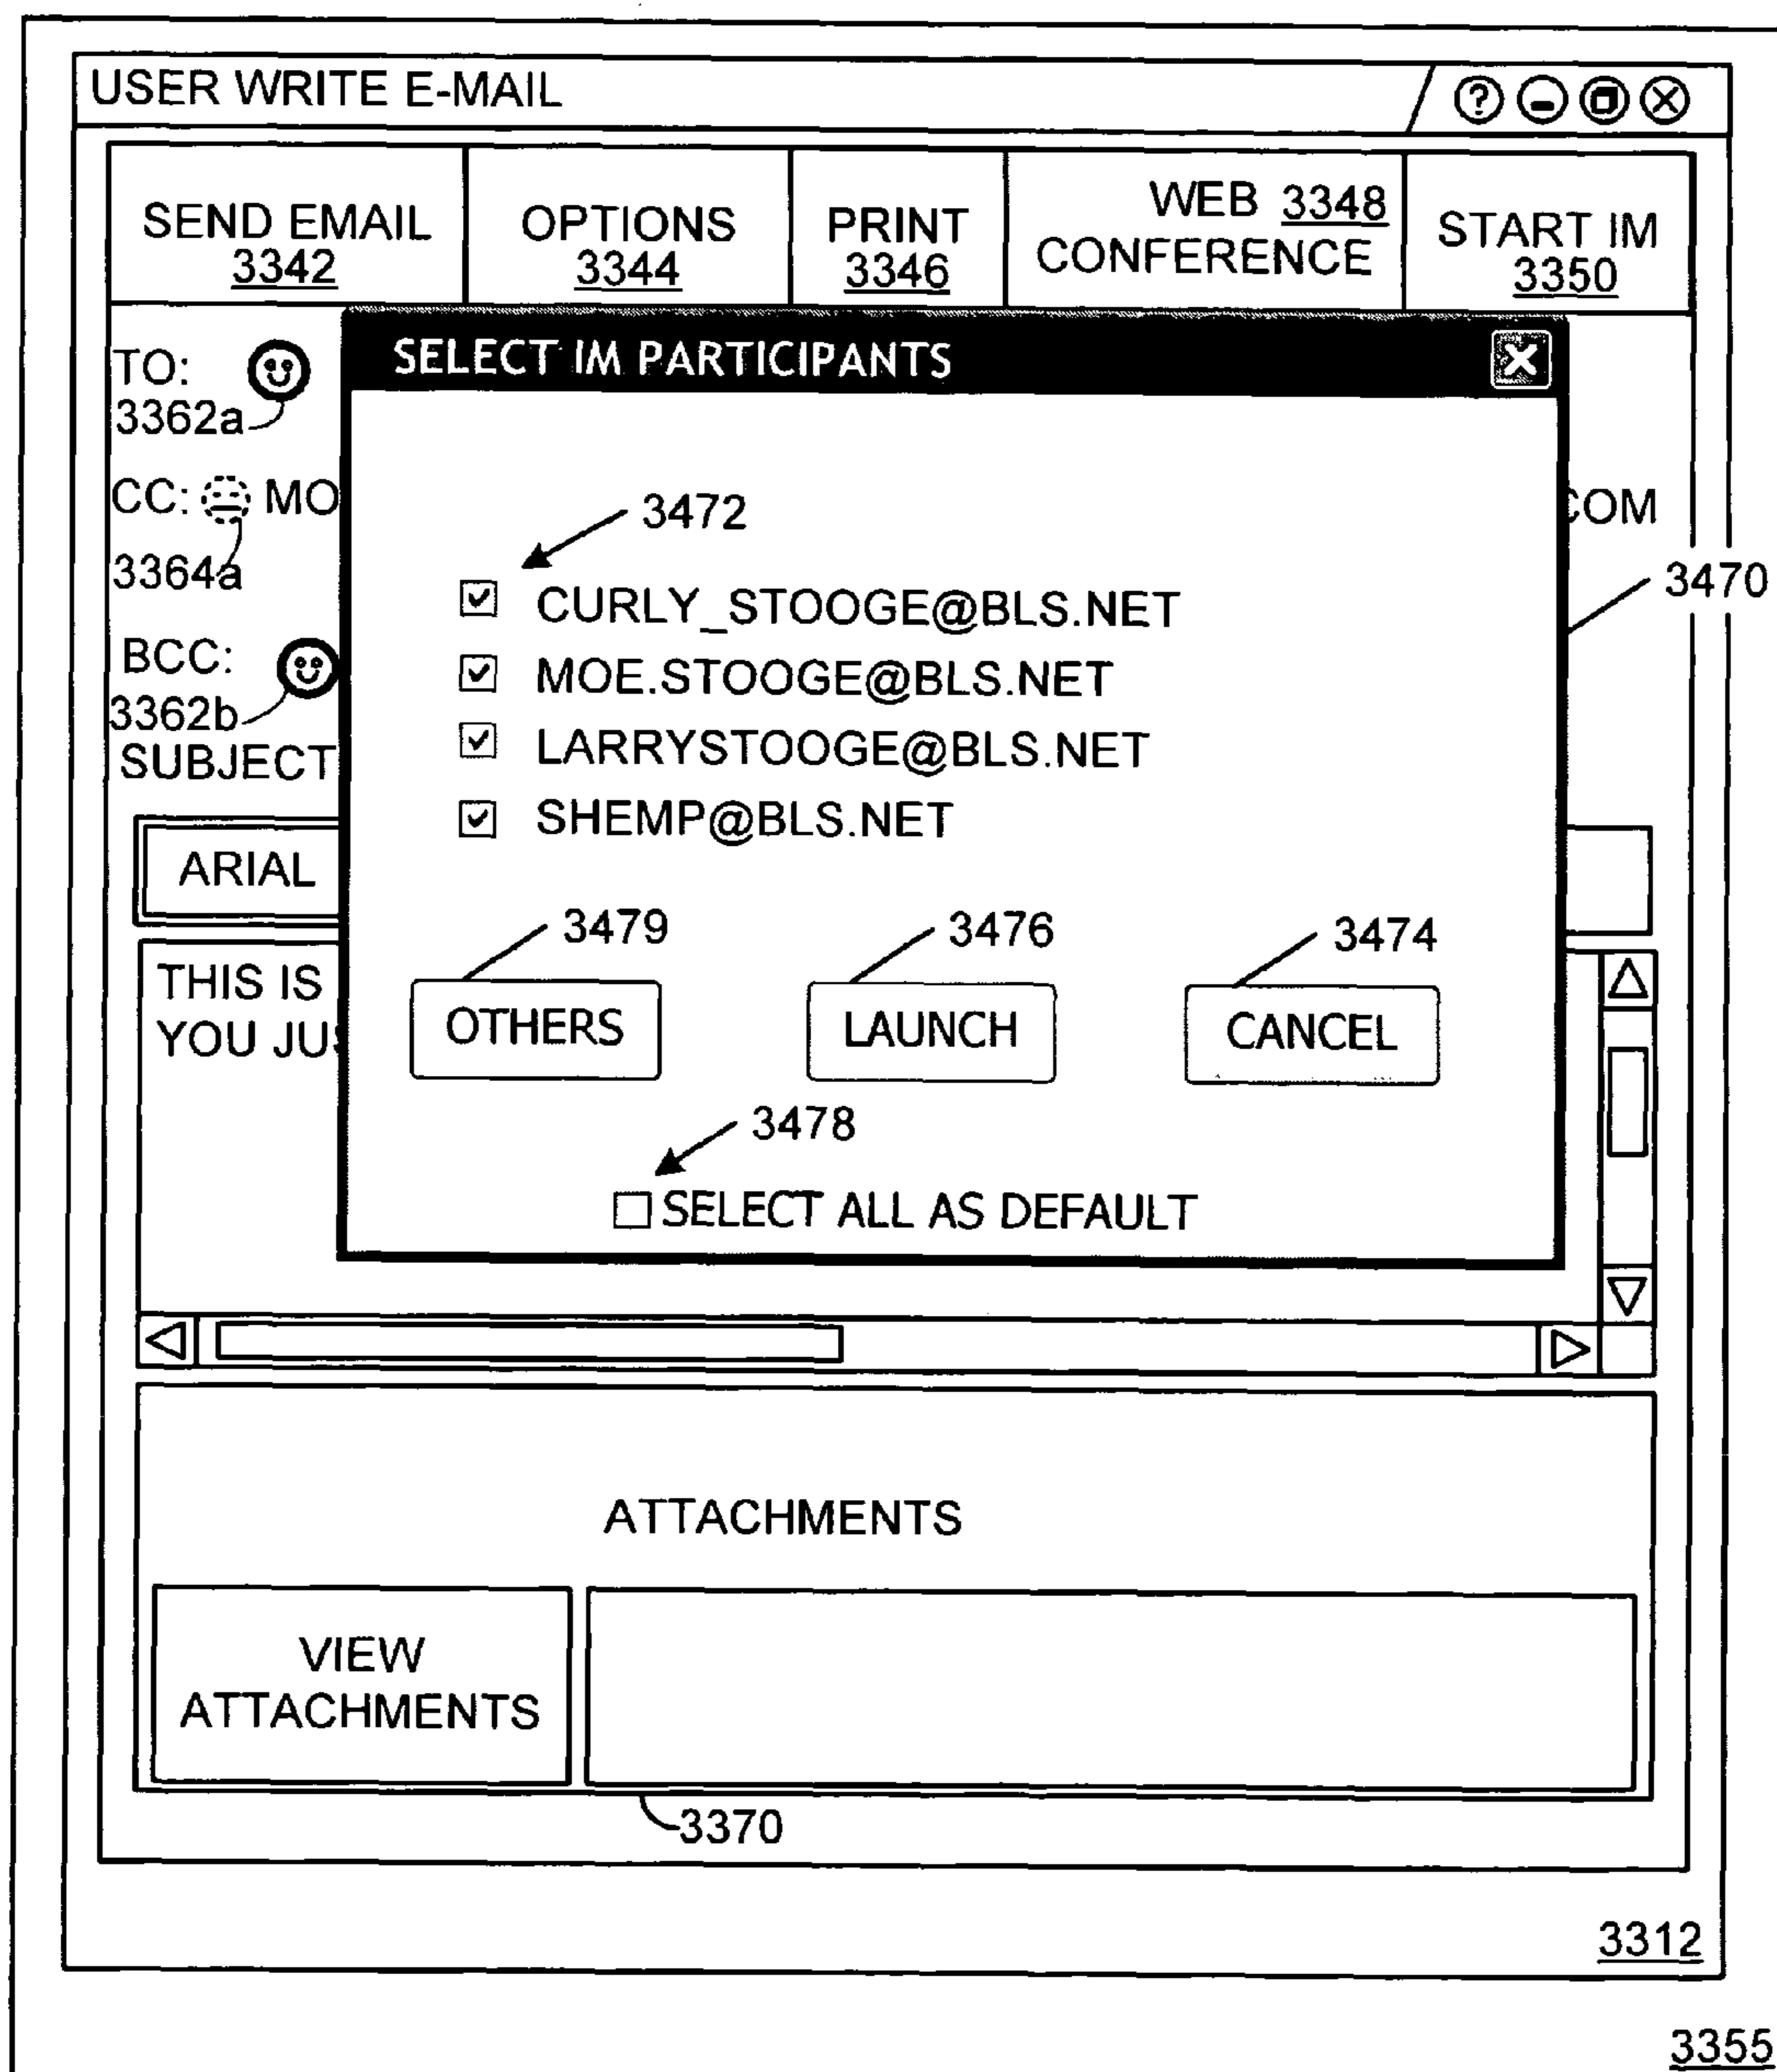 USER WRITE E-MAIL
SEND EMAIL
3342
OPTIONS
3344
PRINT
3346
WEB 3348
CONFERENCE
START IM
3350
SELECT IM PARTICIPANTS
TO:
3362a
CC: MO
COM
3364a
3472
3470
CURLY_STOOGE@BLS.NET
BCC:
MOE.STOOGE@BLS.NET
3362b
LARRYSTOOGE@BLS.NET
SUBJECT
SHEMP@BLS.NET
ARIAL
3479
3476
3474
THIS IS
YOU JUS
OTHERS
LAUNCH
CANCEL
3478
SELECT ALL AS DEFAULT
ATTACHMENTS
VIEW
ATTACHMENTS
3370
3312
3355